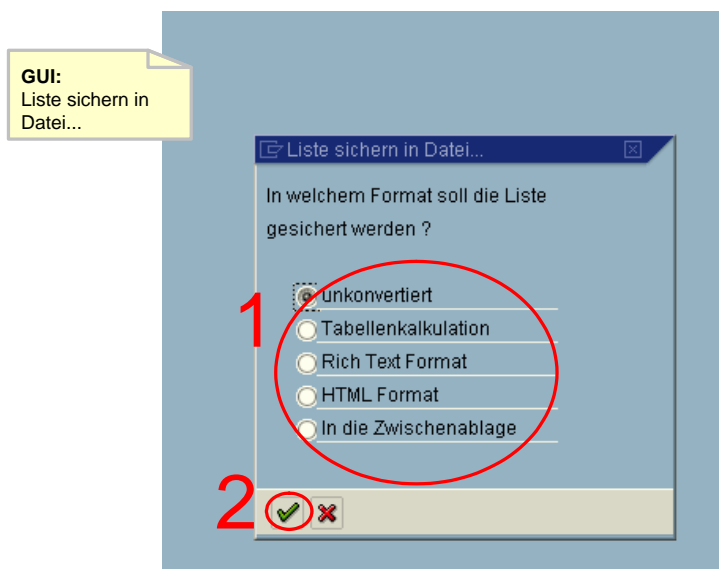 GUI:
Liste sichern in
Datei...
Liste sichern in Datei...
In welchem Format soll die Liste
gesichert werden ?
1
unkonvertiert
Tabellenkalkulation
Rich Text Format
HTML Format
In die Zwischenablage
2